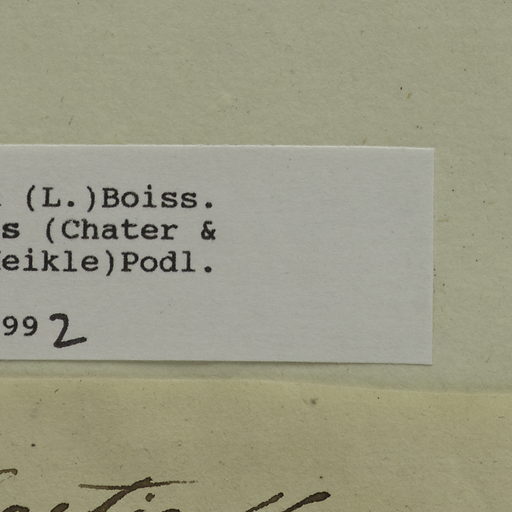 (L.)Boiss.
s (Chater &
eikle)Podl.
992